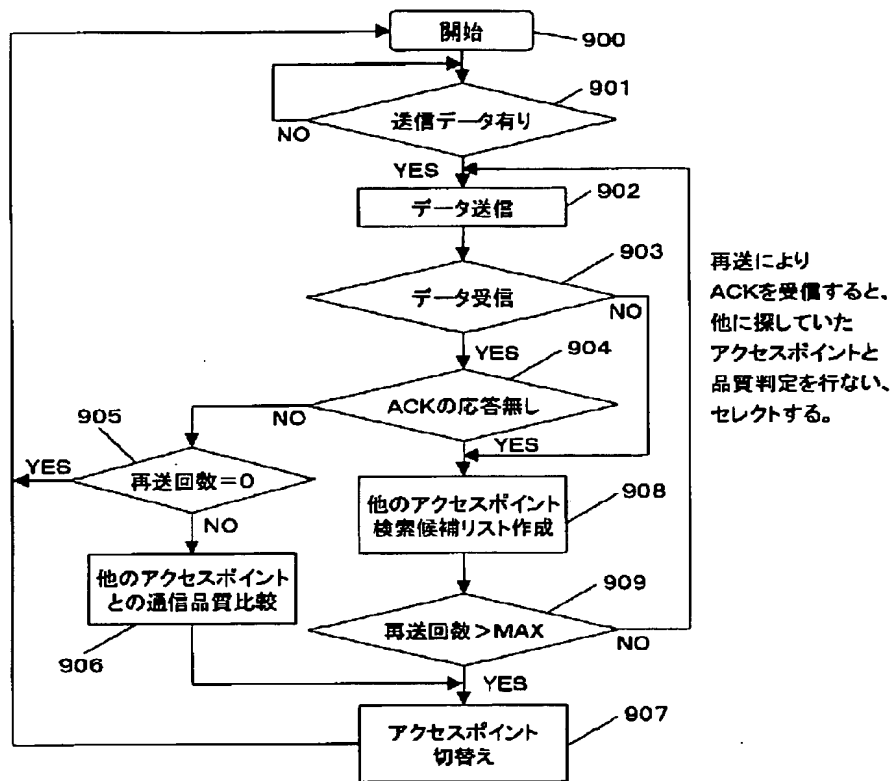 開始
900
901
送信データ有り
NO
YES
データ送信
902
903
データ受信
NO
YES
再送により
ACKを受信すると、
他に探していた
アクセスポイントと
品質判定を行ない、
セレクトする。
904
ACKの応答無し
NO
YES
905
YES
再送回数=0
NO
他のアクセスポイント
検索候補リスト作成
908
他のアクセスポイント
との通信品質比較
906
909
再送回数>MAX
NO
YES
アクセスポイント
切替え
907